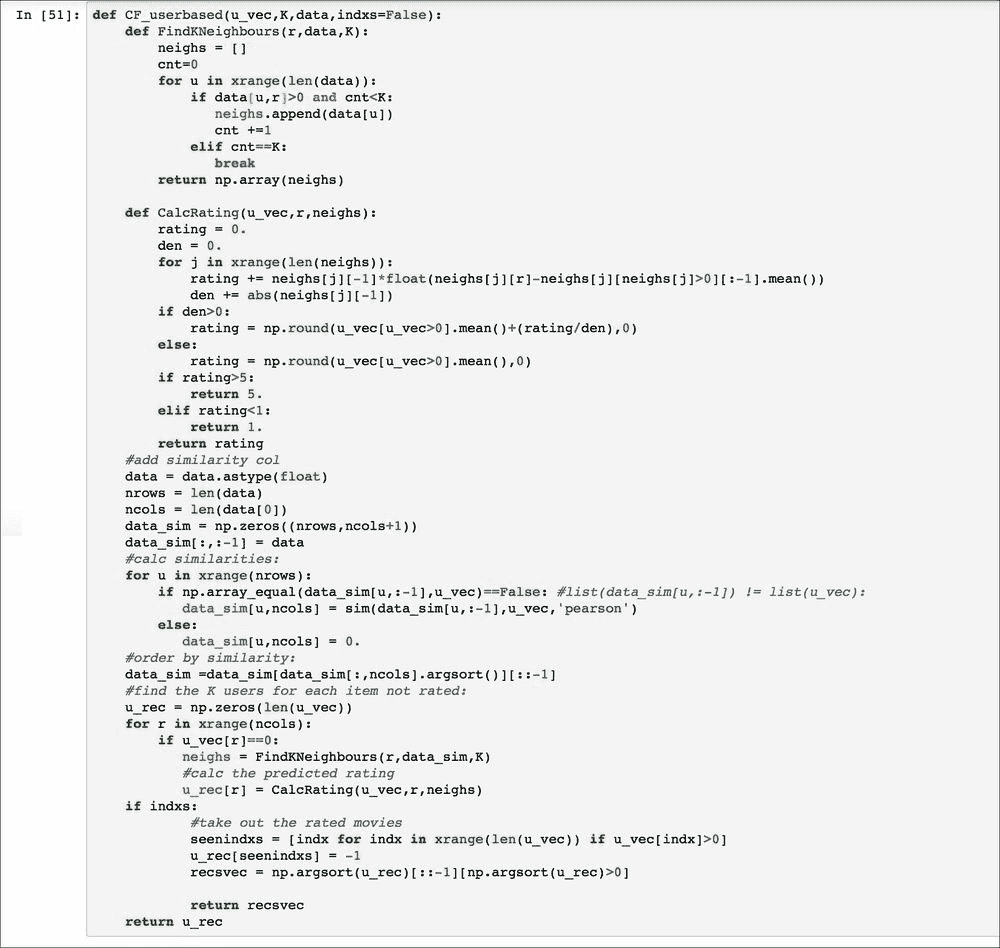 In [51]: def CF_userbased(u_vec,K,data,indxs=False):
    def FindKNeighbours(r,data,K):
        neighs = []
        cnt=0
        for u in xrange(len(data)):
            if data[u,r]>0 and cnt<K:
               neighs.append(data[u])
               cnt +=1
            elif cnt==K:
               break
        return np.array(neighs)

    def CalcRating(u_vec,r,neighs):
        rating = 0.
        den = 0.
        for j in xrange(len(neighs)):
            rating += neighs[j][-1]*float(neighs[j][r]-neighs[j][neighs[j]>0][:-1].mean())
            den += abs(neighs[j][-1])
        if den>0:
            rating = np.round(u_vec[u_vec>0].mean()+(rating/den),0)
        else:
            rating = np.round(u_vec[u_vec>0].mean(),0)
        if rating>5:
            return 5.
        elif rating<1:
            return 1.
        return rating
    #add similarity col
    data = data.astype(float)
    nrows = len(data)
    ncols = len(data[0])
    data_sim = np.zeros((nrows,ncols+1))
    data_sim[:,:-1] = data
    #calc similarities:
    for u in xrange(nrows):
        if np.array_equal(data_sim[u,:-1],u_vec)==False: #list(data_sim[u,:-1]) != list(u_vec):
           data_sim[u,ncols] = sim(data_sim[u,:-1],u_vec,'pearson')
        else:
           data_sim[u,ncols] = 0.
    #order by similarity:
    data_sim =data_sim[data_sim[:,ncols].argsort()][::-1]
    #find the K users for each item not rated:
    u_rec = np.zeros(len(u_vec))
    for r in xrange(ncols):
        if u_vec[r]==0:
           neighs = FindKNeighbours(r,data_sim,K)
           #calc the predicted rating
           u_rec[r] = CalcRating(u_vec,r,neighs)
    if indxs:
            #take out the rated movies
            seenindxs = [indx for indx in xrange(len(u_vec)) if u_vec[indx]>0]
            u_rec[seenindxs] = -1
            recsvec = np.argsort(u_rec)[::-1][np.argsort(u_rec)>0]

            return recsvec
    return u_rec